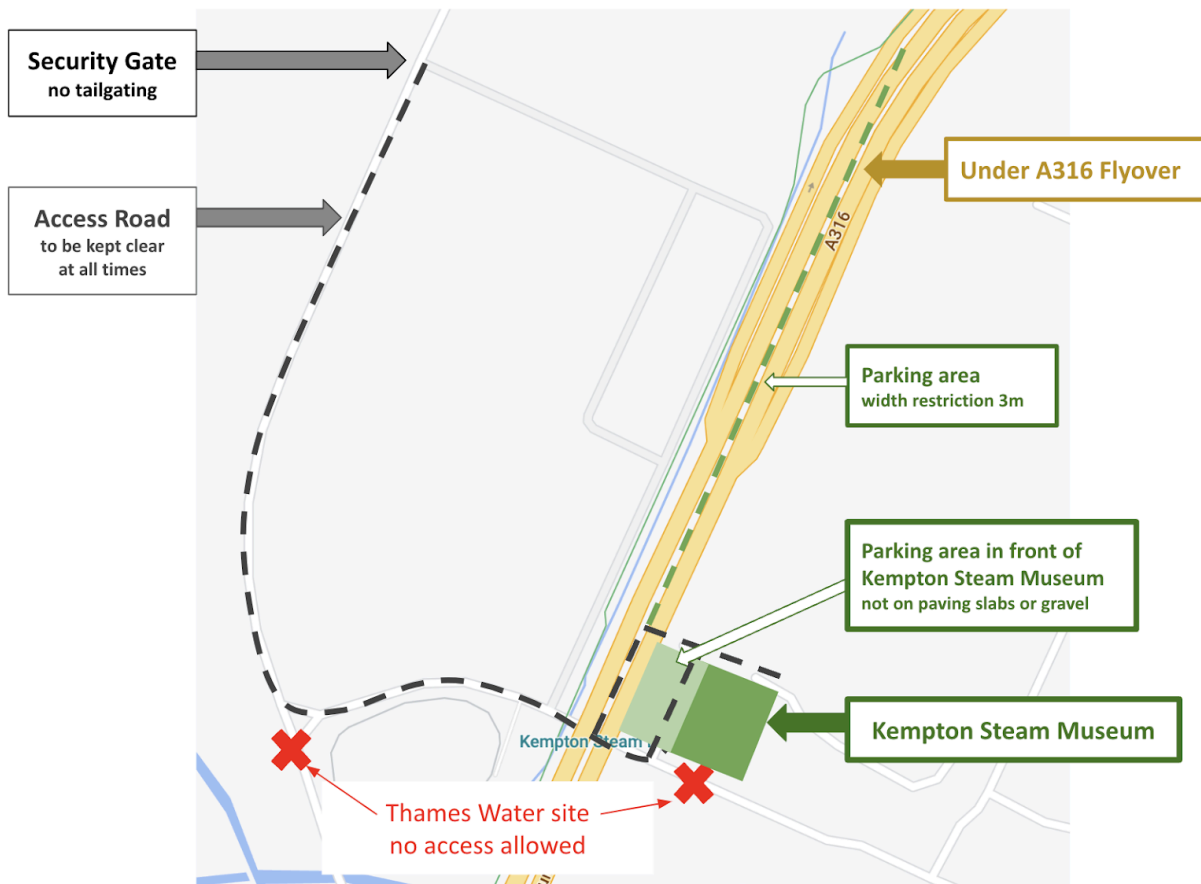 Security Gate
no tailgating
Access Road
to be kept clear
at all times
Under A316 Flyover
A316
Parking area
width restriction 3m
Parking area in front of
Kempton Steam Museum
not on paving slabs or gravel
Kempton Steam Museum
Kempton Steam
Thames Water site
no access allowed